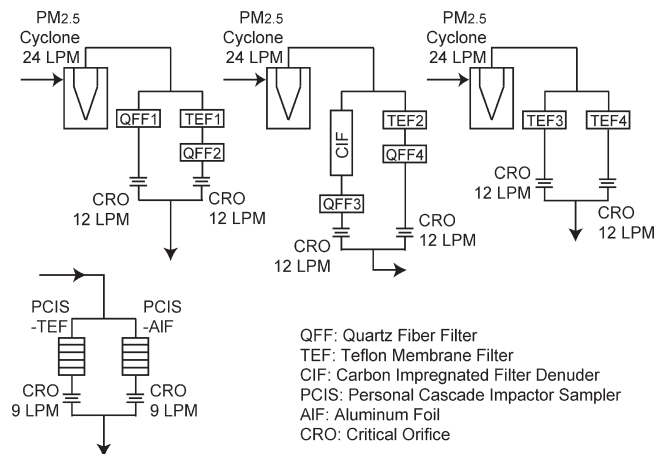 PM2.5
Cyclone
24 LPM
QFF1
TEF1
QFF2
CRO
12 LPM
CRO
12 LPM
PM2.5
Cyclone
24 LPM
CIF
TEF2
QFF4
QFF3
CRO
12 LPM
CRO
12 LPM
PM2.5
Cyclone
24 LPM
TEF3
TEF4
CRO
12 LPM
CRO
12 LPM
PCIS
-TEF
PCIS
-AIF
CRO
9 LPM
CRO
9 LPM
QFF: Quartz Fiber Filter
TEF: Teflon Membrane Filter
CIF: Carbon Impregnated Filter Denuder
PCIS: Personal Cascade Impactor Sampler
AIF: Aluminum Foil
CRO: Critical Orifice